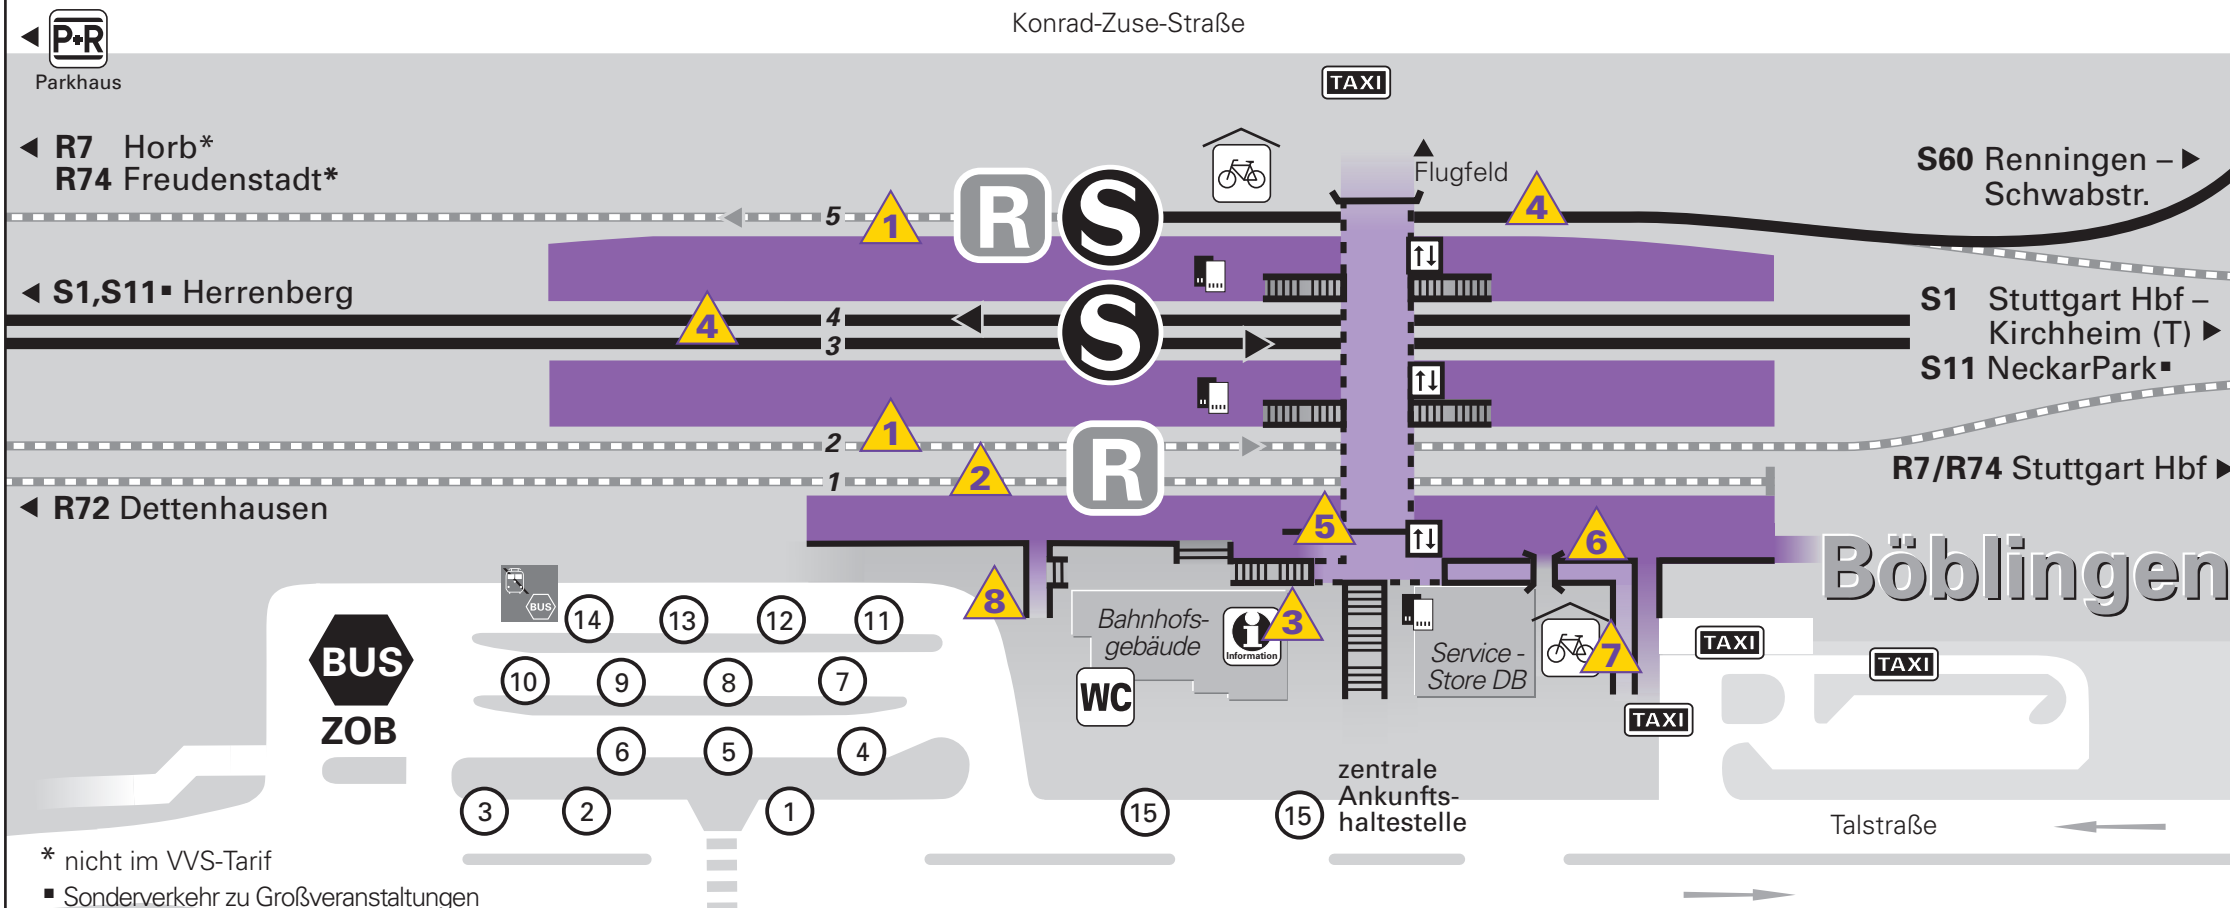 Konrad-Zuse-Straße
P+R
Parkhaus
TAXI
R7 Horb*
R74 Freudenstadt*
Flugfeld
S60 Renningen –
Schwabstr.
5
1
R
S
4
S1,S11▪ Herrenberg
4
4
3
S
S1 Stuttgart Hbf –
Kirchheim (T)
S11 NeckarPark▪
1
2
R
R7/R74 Stuttgart Hbf
1
2
R72 Dettenhausen
5
6
Böblingen
BUS
8
Bahnhofs-
gebäude
Information
3
Service -
Store DB
7
TAXI
TAXI
TAXI
WC
BUS
ZOB
14
13
12
11
10
9
8
7
6
5
4
3
2
1
15
15
zentrale
Ankunfts-
haltestelle
Talstraße
* nicht im VVS-Tarif
▪ Sonderverkehr zu Großveranstaltungen